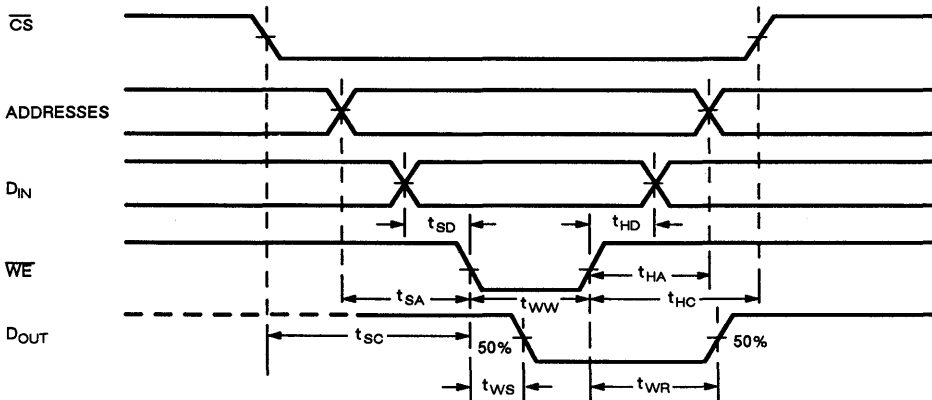 CS
ADDRESSES
DIN
tSD
tHD
WE
tHA
tSA
tWW
tHC
DOUT
tSC
50%
50%
tWS
tWR